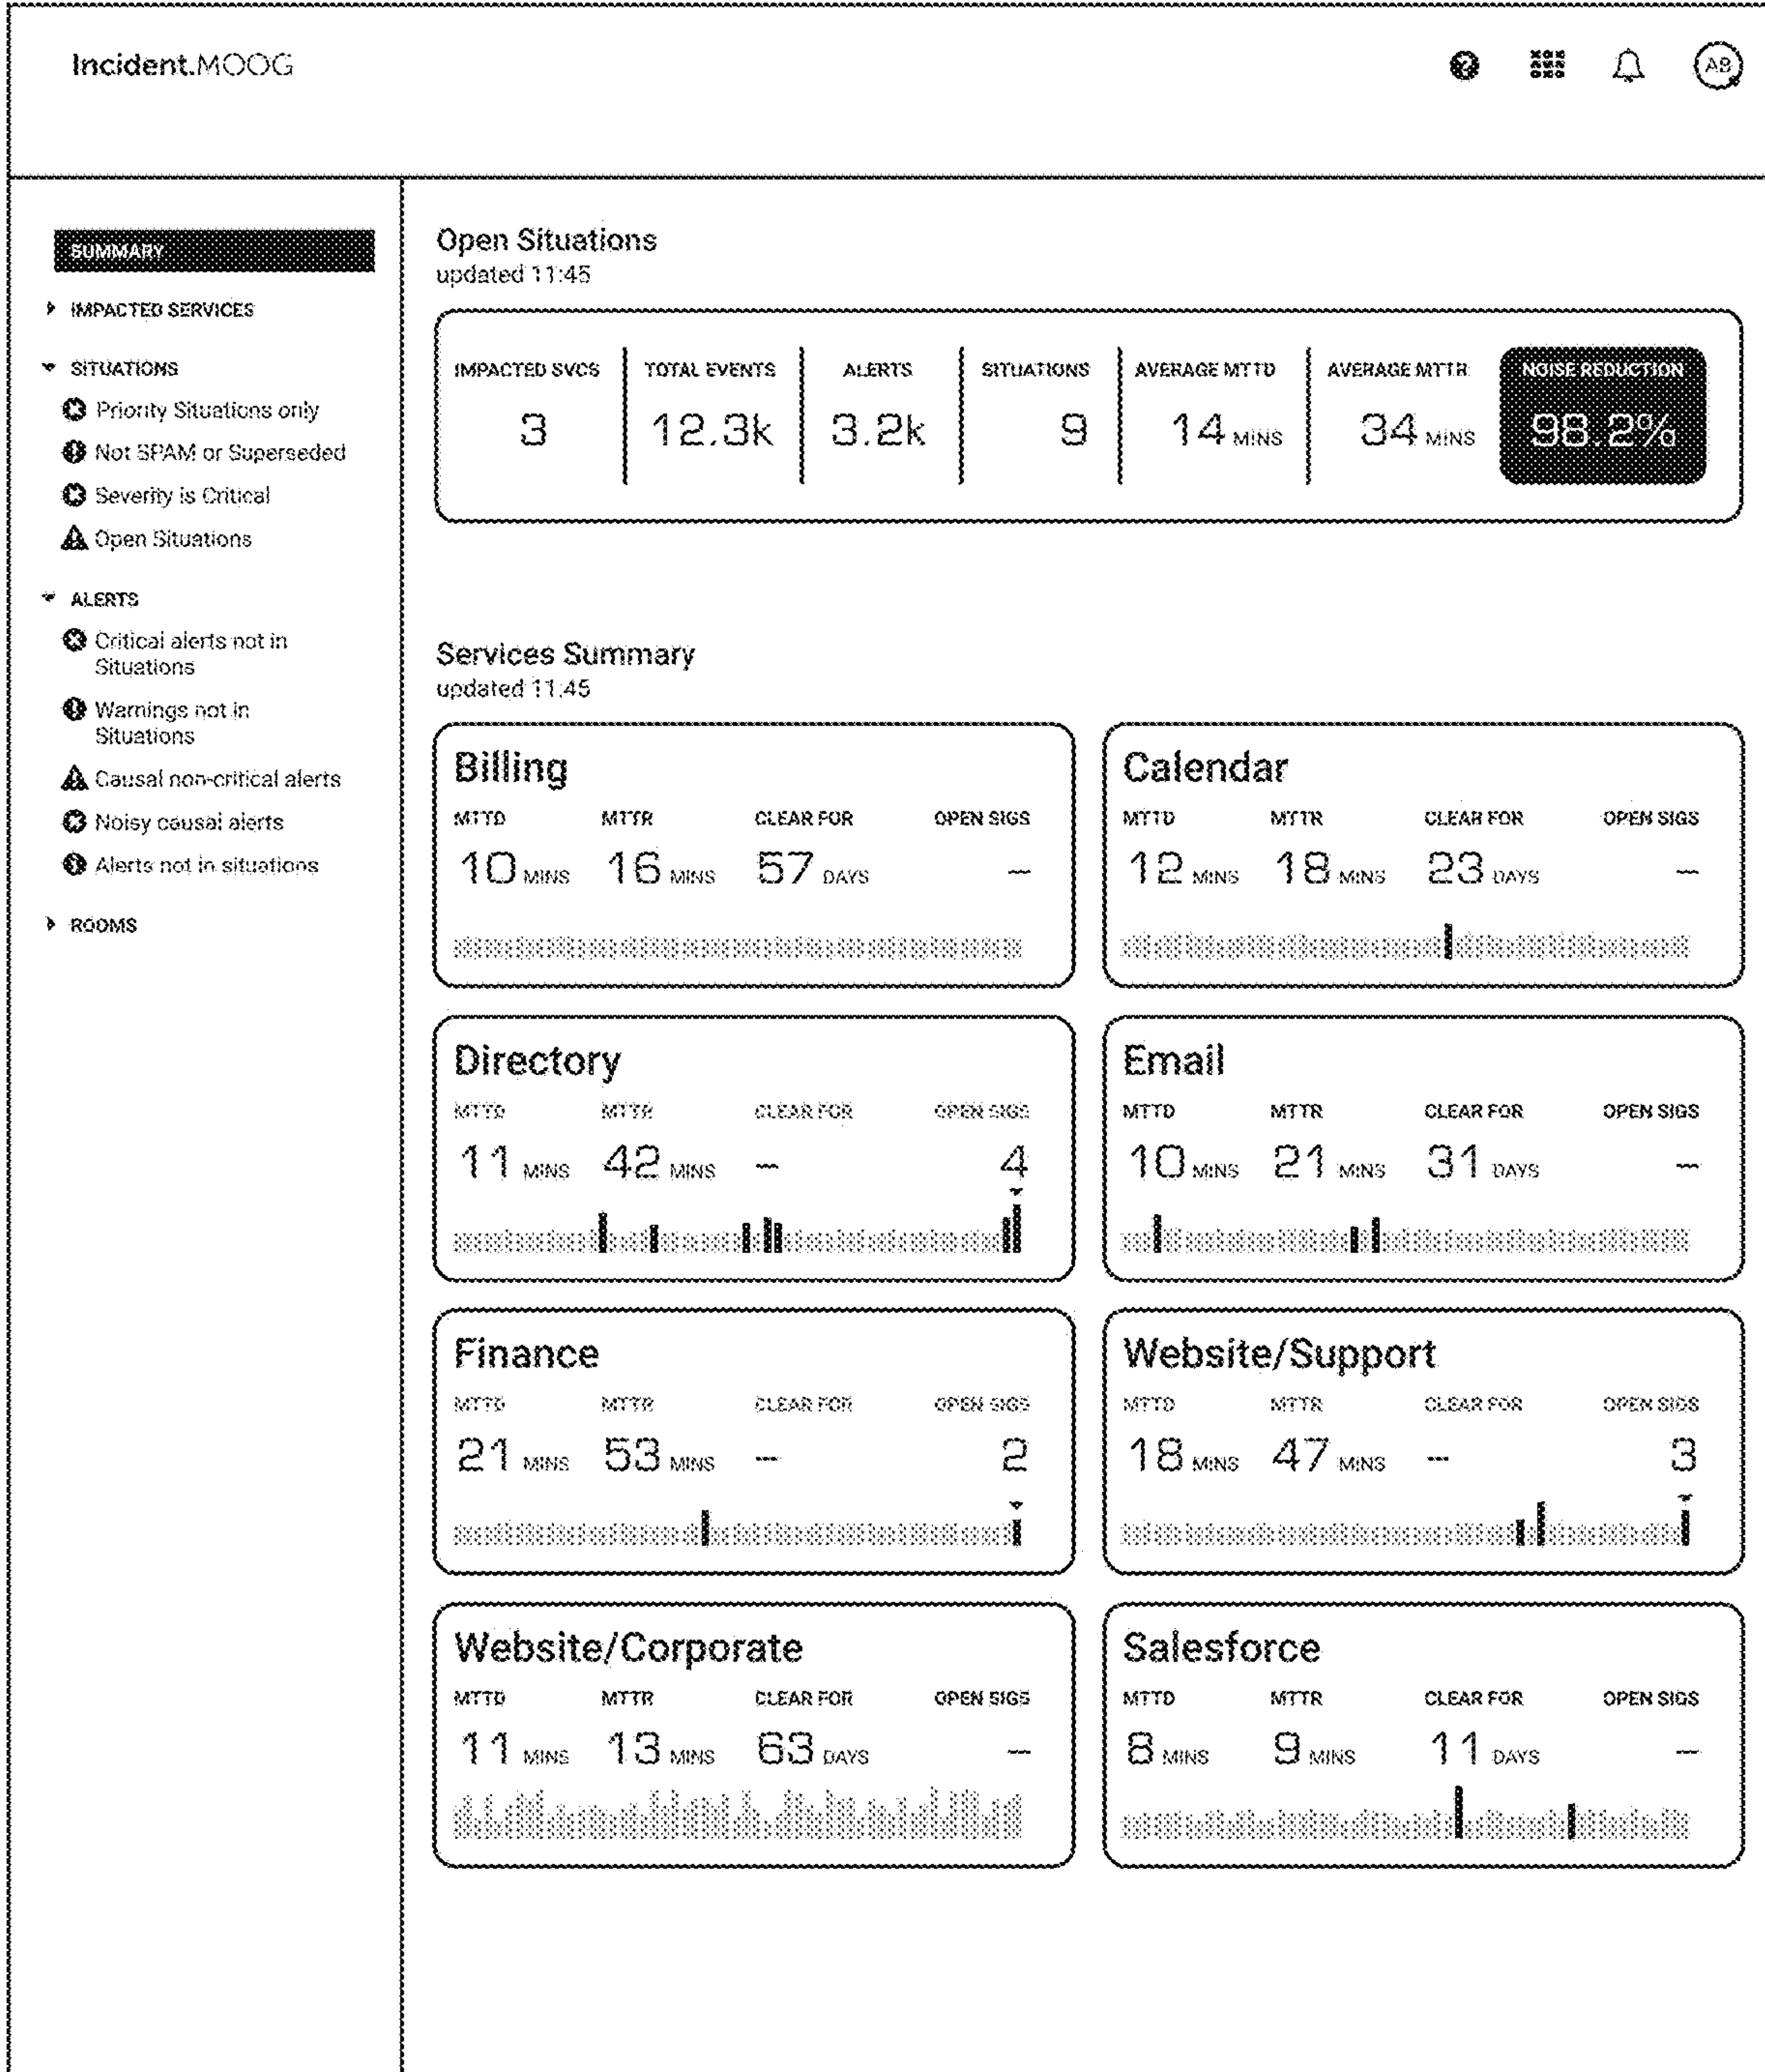 Incident.MOOG
AB
SUMMARY
IMPACTED SERVICES
SITUATIONS
Priority Situations only
Not SPAM or Superseded
Severity is Critical
Open Situations
ALERTS
Critical alerts not in
Situations
Warnings not in
Situations
Causal non-critical alerts
Noisy causal alerts
Alerts not in situations
ROOMS
Open Situations
updated 11:45
IMPACTED SVCS TOTAL EVENTS ALERTS SITUATIONS AVERAGE MTTD AVERAGE MTTR NOISE REDUCTION
3 12.3k 3.2k 9 14 MINS 34 MINS 98.2%
Services Summary
updated 11:45
Billing
MTTD MTTR CLEAR FOR OPEN SIGS
10 MINS 16 MINS 57 DAYS –
Calendar
MTTD MTTR CLEAR FOR OPEN SIGS
12 MINS 18 MINS 23 DAYS –
Directory
MTTD MTTR CLEAR FOR OPEN SIGS
11 MINS 42 MINS – 4
Email
MTTD MTTR CLEAR FOR OPEN SIGS
10 MINS 21 MINS 31 DAYS –
Finance
MTTD MTTR CLEAR FOR OPEN SIGS
21 MINS 53 MINS – 2
Website/Support
MTTD MTTR CLEAR FOR OPEN SIGS
18 MINS 47 MINS – 3
Website/Corporate
MTTD MTTR CLEAR FOR OPEN SIGS
11 MINS 13 MINS 63 DAYS –
Salesforce
MTTD MTTR CLEAR FOR OPEN SIGS
8 MINS 9 MINS 11 DAYS –